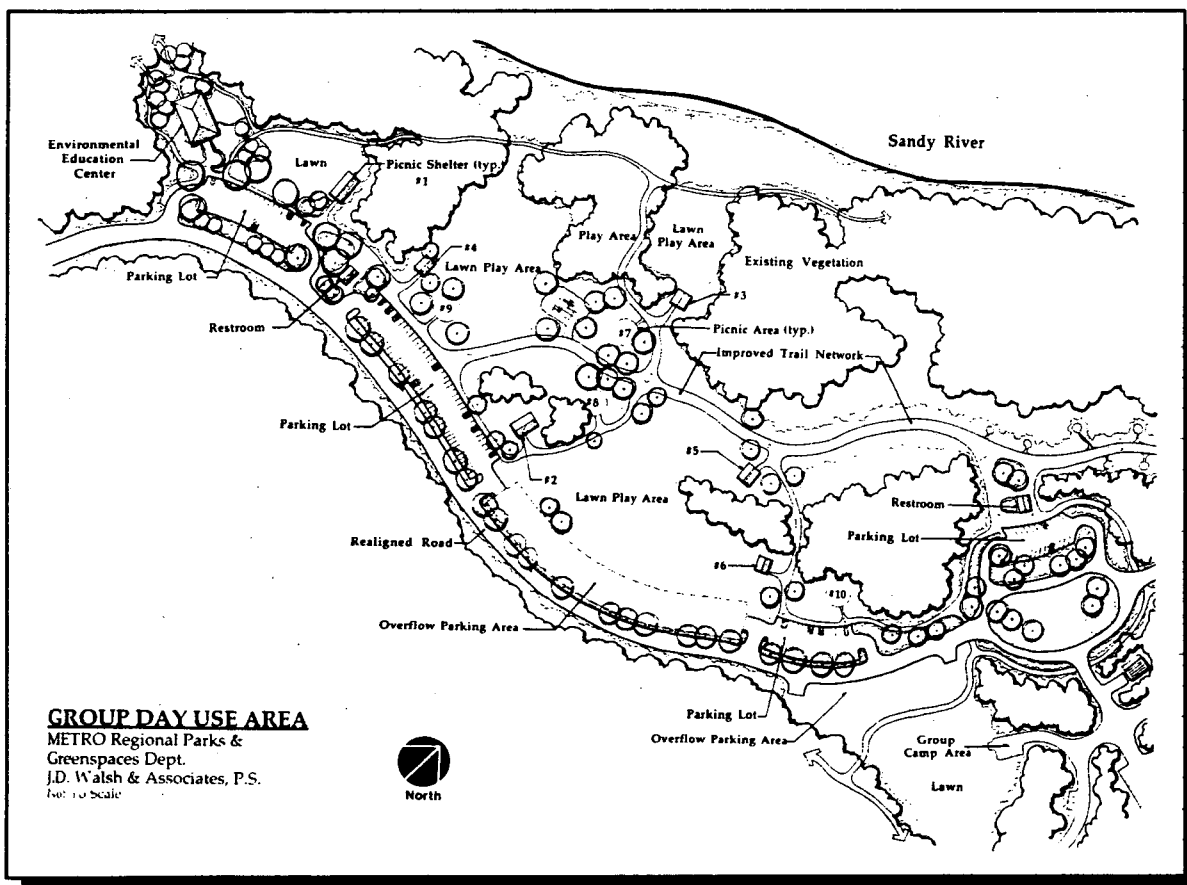 Sandy River
Environmental
Education
Center
Lawn
Picnic Shelter (typ.)
#1
#4
Lawn Play Area
Play Area
Lawn
Play Area
Existing Vegetation
Parking Lot
#9
#3
Restroom
#7
Picnic Area (typ.)
Improved Trail Network
Parking Lot
#8
#2
#5
Lawn Play Area
Restroom
Parking Lot
Realigned Road
#6
#10
Overflow Parking Area
Parking Lot
Overflow Parking Area
Group
Camp Area
Lawn
GROUP DAY USE AREA
METRO Regional Parks &
Greenspaces Dept.
J.D. Walsh & Associates, P.S.
Not To Scale
North